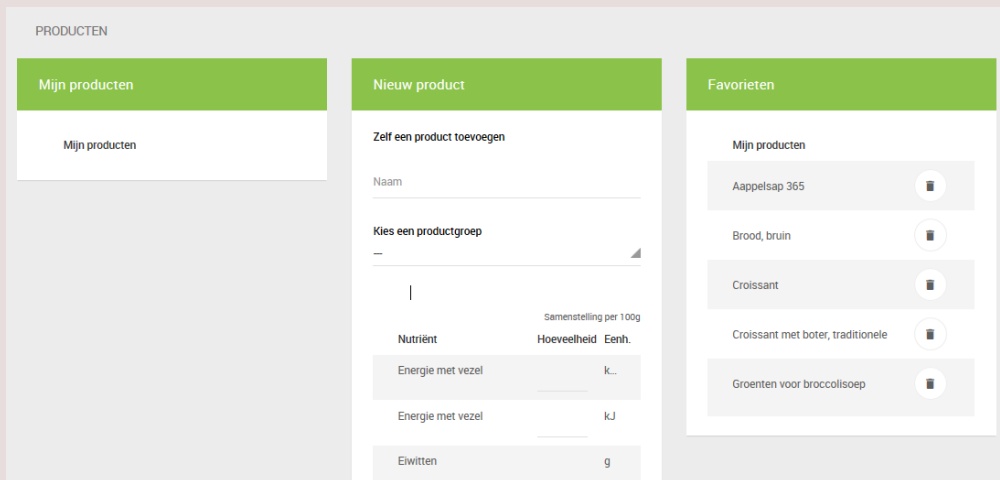 PRODUCTEN
Mijn producten
Mijn producten
Nieuw product
Zelf een product toevoegen
Naam
Kies een productgroep
---
Samenstelling per 100g
Nutriënt Hoeveelheid Eenh.
Energie met vezel k...
Energie met vezel kJ
Eiwitten g
Favorieten
Mijn producten
Aappelsap 365
Brood, bruin
Croissant
Croissant met boter, traditionele
Groenten voor broccolisoep